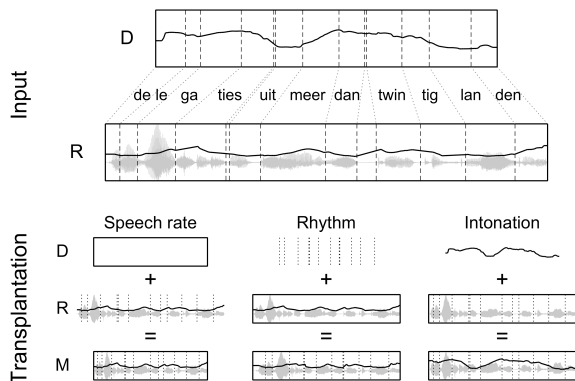 Input
D
de le ga ties uit meer dan twin tig lan den
R
Transplantation
Speech rate Rhythm Intonation
D
+ + +
R
= = =
M